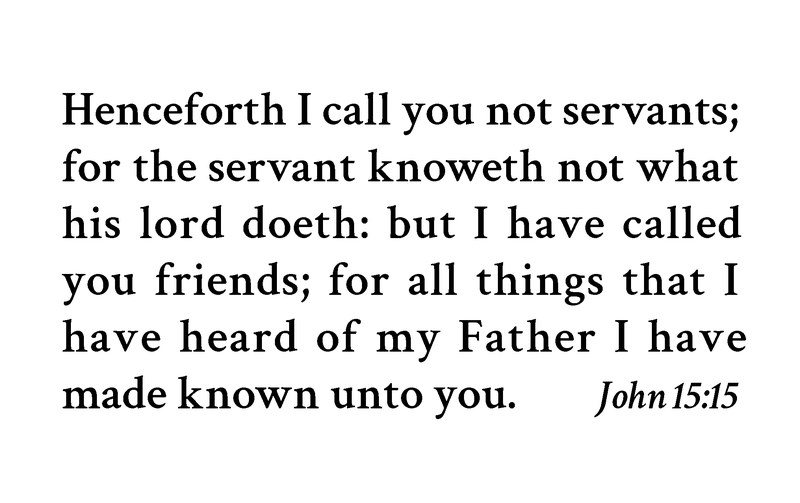 Henceforth I call you not servants;
for the servant knoweth not what
his lord doeth: but I have called
you friends; for all things that I
have heard of my Father I have
made known unto you. John 15:15